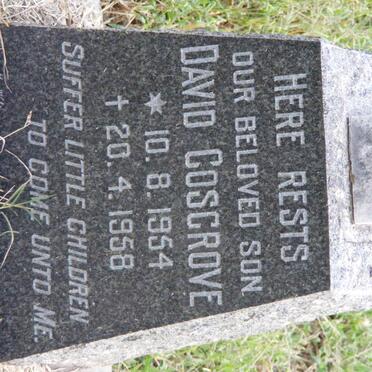 HERE RESTS
OUR BELOVED SON
DAVID COSGROVE
* 10. 8. 1954
† 20. 4. 1958
SUFFER LITTLE CHILDREN
TO COME UNTO ME.